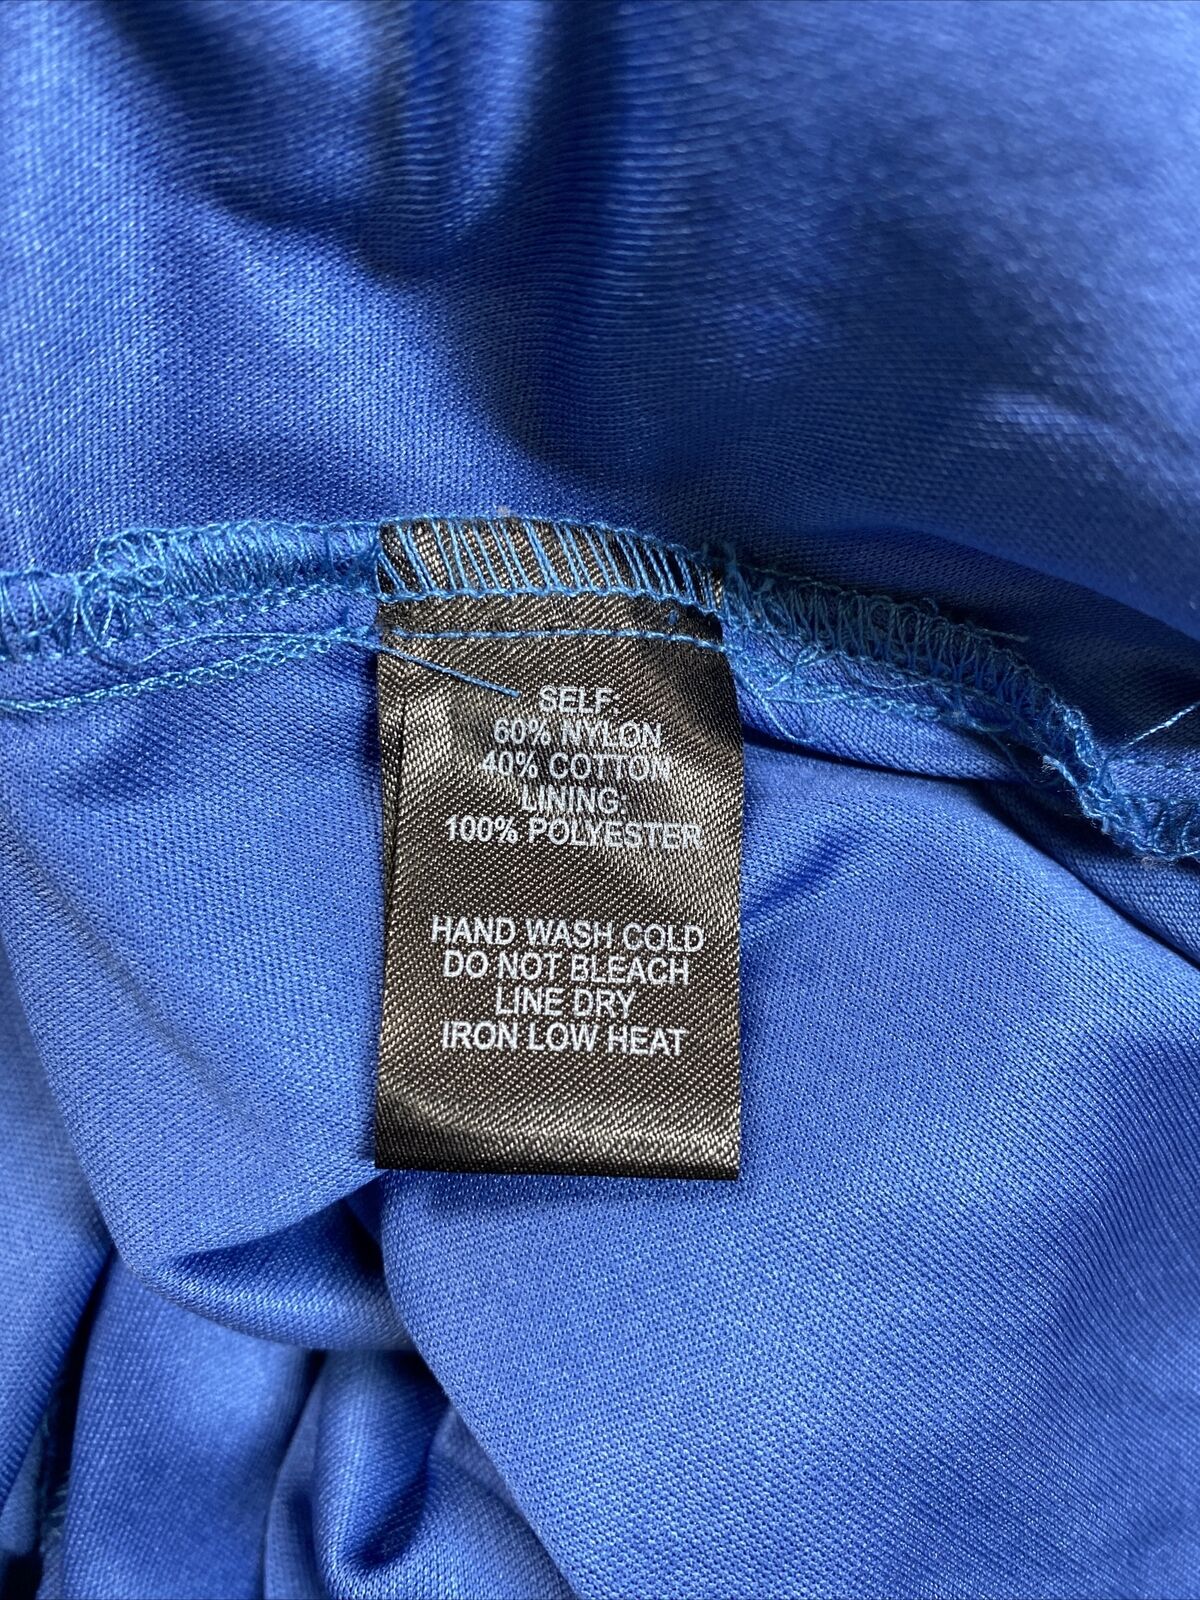 SELF:
60% NYLON
40% COTTON
LINING:
100% POLYESTER
HAND WASH COLD
DO NOT BLEACH
LINE DRY
IRON LOW HEAT